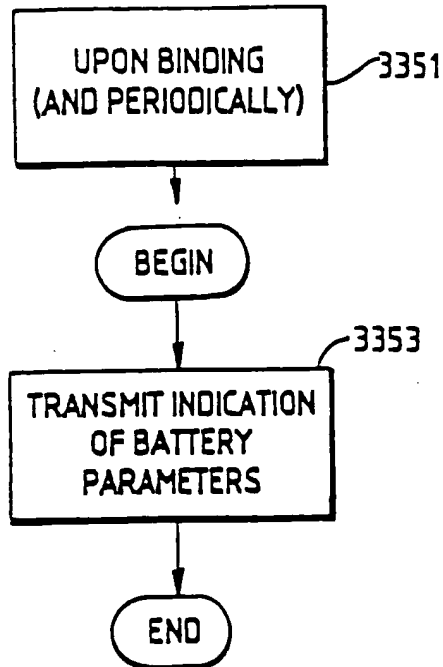 UPON BINDING
(AND PERIODICALLY)
3351
BEGIN
3353
TRANSMIT INDICATION
OF BATTERY
PARAMETERS
END